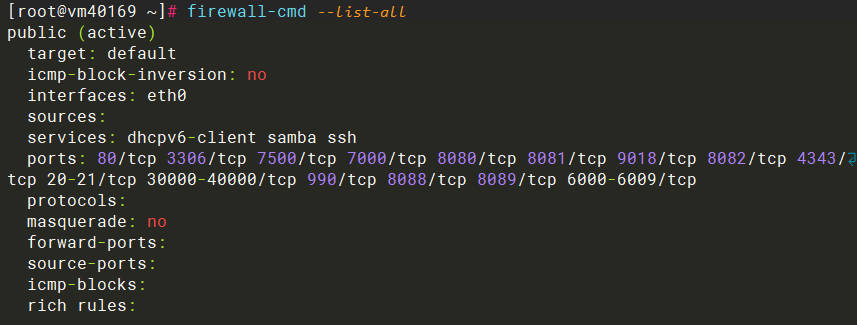 [root@vm40169 ~]# firewall-cmd --list-all
public (active)
  target: default
  icmp-block-inversion: no
  interfaces: eth0
  sources:
  services: dhcpv6-client samba ssh
  ports: 80/tcp 3306/tcp 7500/tcp 7000/tcp 8080/tcp 8081/tcp 9018/tcp 8082/tcp 4343/
tcp 20-21/tcp 30000-40000/tcp 990/tcp 8088/tcp 8089/tcp 6000-6009/tcp
  protocols:
  masquerade: no
  forward-ports:
  source-ports:
  icmp-blocks:
  rich rules: